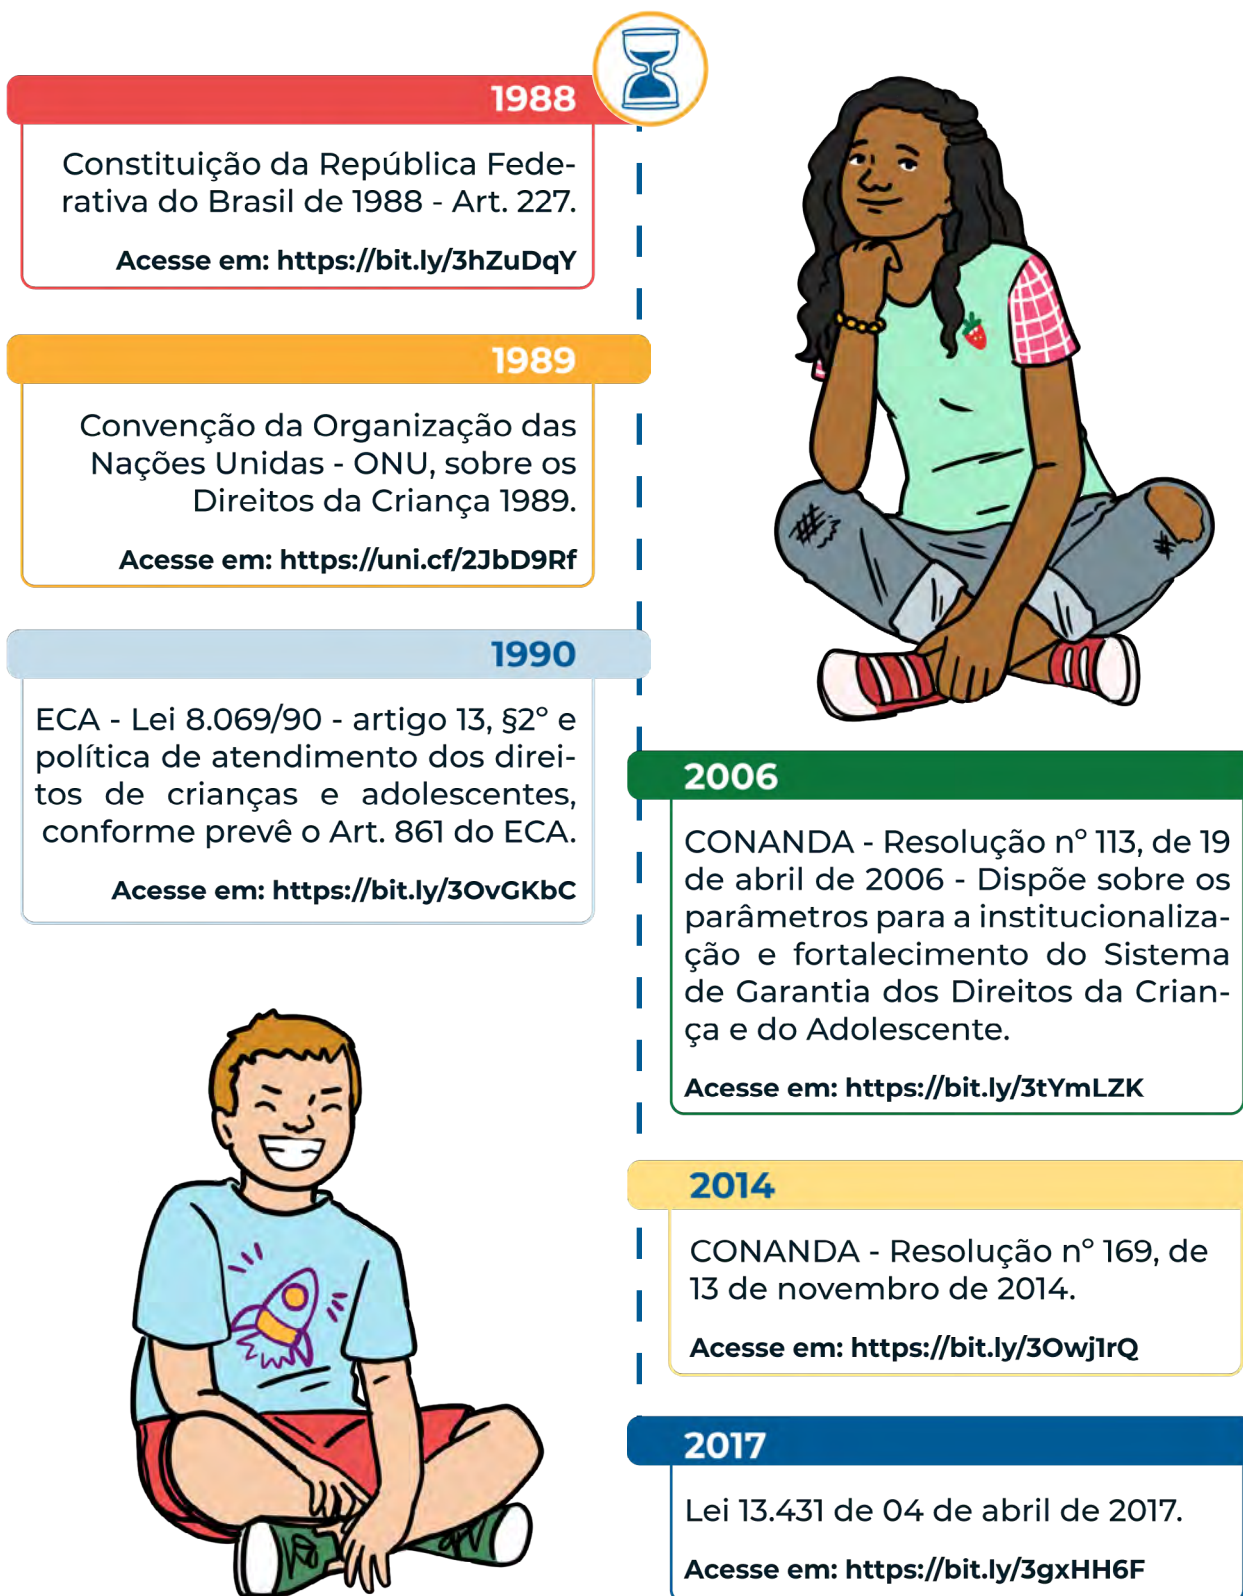 1988
Constituição da República Fede-
rativa do Brasil de 1988 - Art. 227.
Acesse em: https://bit.ly/3hZuDqY
1989
Convenção da Organização das
Nações Unidas - ONU, sobre os
Direitos da Criança 1989.
Acesse em: https://uni.cf/2JbD9Rf
1990
ECA - Lei 8.069/90 - artigo 13, §2º e
política de atendimento dos direi-
tos de crianças e adolescentes,
conforme prevê o Art. 861 do ECA.
Acesse em: https://bit.ly/3OvGKbC
2006
CONANDA - Resolução nº 113, de 19
de abril de 2006 - Dispõe sobre os
parâmetros para a institucionaliza-
ção e fortalecimento do Sistema
de Garantia dos Direitos da Crian-
ça e do Adolescente.
Acesse em: https://bit.ly/3tYmLZK
2014
CONANDA - Resolução nº 169, de
13 de novembro de 2014.
Acesse em: https://bit.ly/3Owj1rQ
2017
Lei 13.431 de 04 de abril de 2017.
Acesse em: https://bit.ly/3gxHH6F